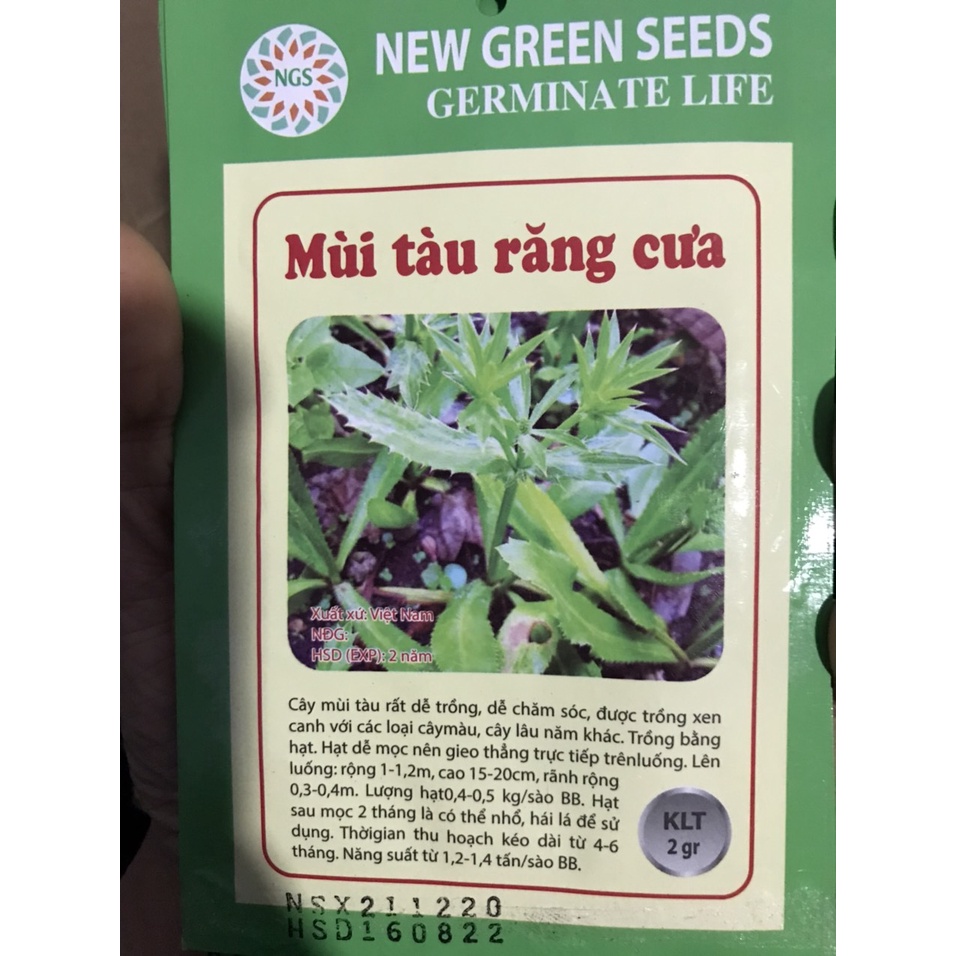 NGS
NEW GREEN SEEDS
GERMINATE LIFE
Mùi tàu răng cưa
Xuất xứ: Việt Nam
NĐG:
HSD (EXP): 2 năm
Cây mùi tàu rất dễ trồng, dễ chăm sóc, được trồng xen
canh với các loại câymàu, cây lâu năm khác. Trồng bằng
hạt. Hạt dễ mọc nên gieo thẳng trực tiếp trênluống. Lên
luống: rộng 1-1,2m, cao 15-20cm, rãnh rộng
0,3-0,4m. Lượng hạt0,4-0,5 kg/sào BB. Hạt
sau mọc 2 tháng là có thể nhổ, hái lá để sử
dụng. Thờigian thu hoạch kéo dài từ 4-6
tháng. Năng suất từ 1,2-1,4 tấn/sào BB.
KLT
2 gr
NSX211220
HSD160822